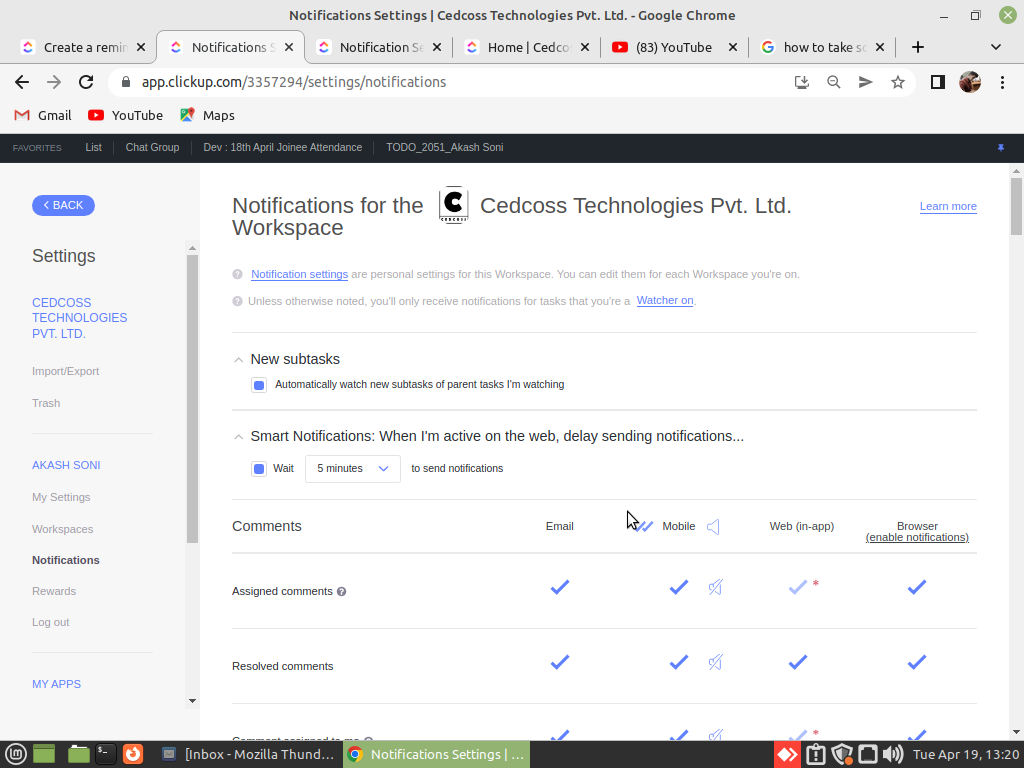 Notifications Settings | Cedcoss Technologies Pvt. Ltd. - Google Chrome
Create a remin
Notifications S
Notification Se
Home | Cedco
(83) YouTube
how to take sc
app.clickup.com/3357294/settings/notifications
Gmail
YouTube
Maps
FAVORITES
List
Chat Group
Dev : 18th April Joinee Attendance
TODO_2051_Akash Soni
BACK
Settings
CEDCOSS
TECHNOLOGIES
PVT. LTD.
Import/Export
Trash
AKASH SONI
My Settings
Workspaces
Notifications
Rewards
Log out
MY APPS
Notifications for the Cedcoss Technologies Pvt. Ltd.
Workspace
Learn more
Notification settings are personal settings for this Workspace. You can edit them for each Workspace you're on.
Unless otherwise noted, you'll only receive notifications for tasks that you're a Watcher on.
New subtasks
Automatically watch new subtasks of parent tasks I'm watching
Smart Notifications: When I'm active on the web, delay sending notifications...
Wait 5 minutes to send notifications
Comments
Email
Mobile
Web (in-app)
Browser
(enable notifications)
Assigned comments
*
Resolved comments
Comment assigned to me
*
[Inbox - Mozilla Thund...
Notifications Settings | ...
Tue Apr 19, 13:20